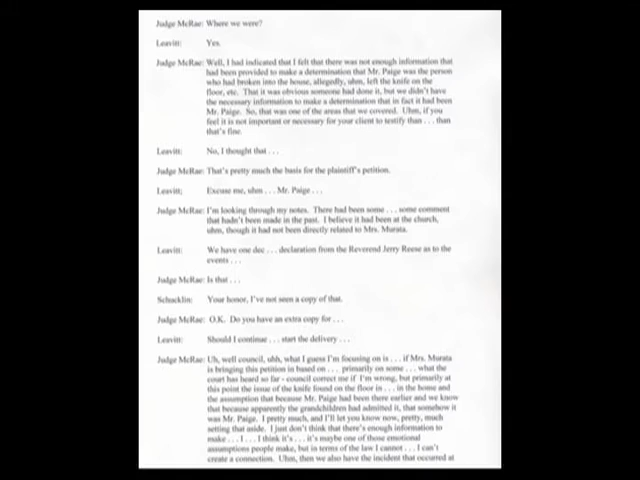 Judge McRae: Where we were?
Leavitt: Yes.
Judge McRae: Well, I had indicated that I felt that there was not enough information that
had been provided to make a determination that Mr. Paige was the person
who had broken into the house, allegedly, uhm, left the knife on the
floor, etc. That it was obvious someone had done it, but we didn't have
the necessary information to make a determination that in fact it had been
Mr. Paige. So, that was one of the areas that we covered. Uhm, if you
feel it is not important or necessary for your client to testify than . . . than
that's fine.
Leavitt: No, I thought that . . .
Judge McRae: That's pretty much the basis for the plaintiff's petition.
Leavitt; Excuse me, uhm . . . Mr. Paige . . .
Judge McRae: I'm looking through my notes. There had been some . . . some comment
that hadn't been made in the past. I believe it had been at the church,
uhm, though it had not been directly related to Mrs. Murata.
Leavitt: We have one dec . . . declaration from the Reverend Jerry Reese as to the
events . . .
Judge McRae: Is that . . .
Schucklin: Your honor, I've not seen a copy of that.
Judge McRae: O.K. Do you have an extra copy for . . .
Leavitt: Should I continue . . . start the delivery . . .
Judge McRae: Uh, well council, uhh, what I guess I'm focusing on is . . . if Mrs. Murata
is bringing this petition in based on . . . primarily on some . . . what the
court has heard so far - council correct me if I'm wrong, but primarily at
this point the issue of the knife found on the floor in . . . in the home and
the assumption that because Mr. Paige had been there earlier and we know
that because apparently the grandchildren had admitted it, that somehow it
was Mr. Paige. I pretty much, and I'll let you know now, pretty, much
setting that aside. I just don't think that there's enough information to
make . . . I . . . I think it's . . . it's maybe one of those emotional
assumptions people make, but in terms of the law I cannot . . . I can't
create a connection. Uhm, then we also have the incident that occurred at